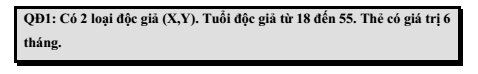 QĐ1: Có 2 loại độc giả (X,Y). Tuổi độc giả từ 18 đến 55. Thẻ có giá trị 6
tháng.